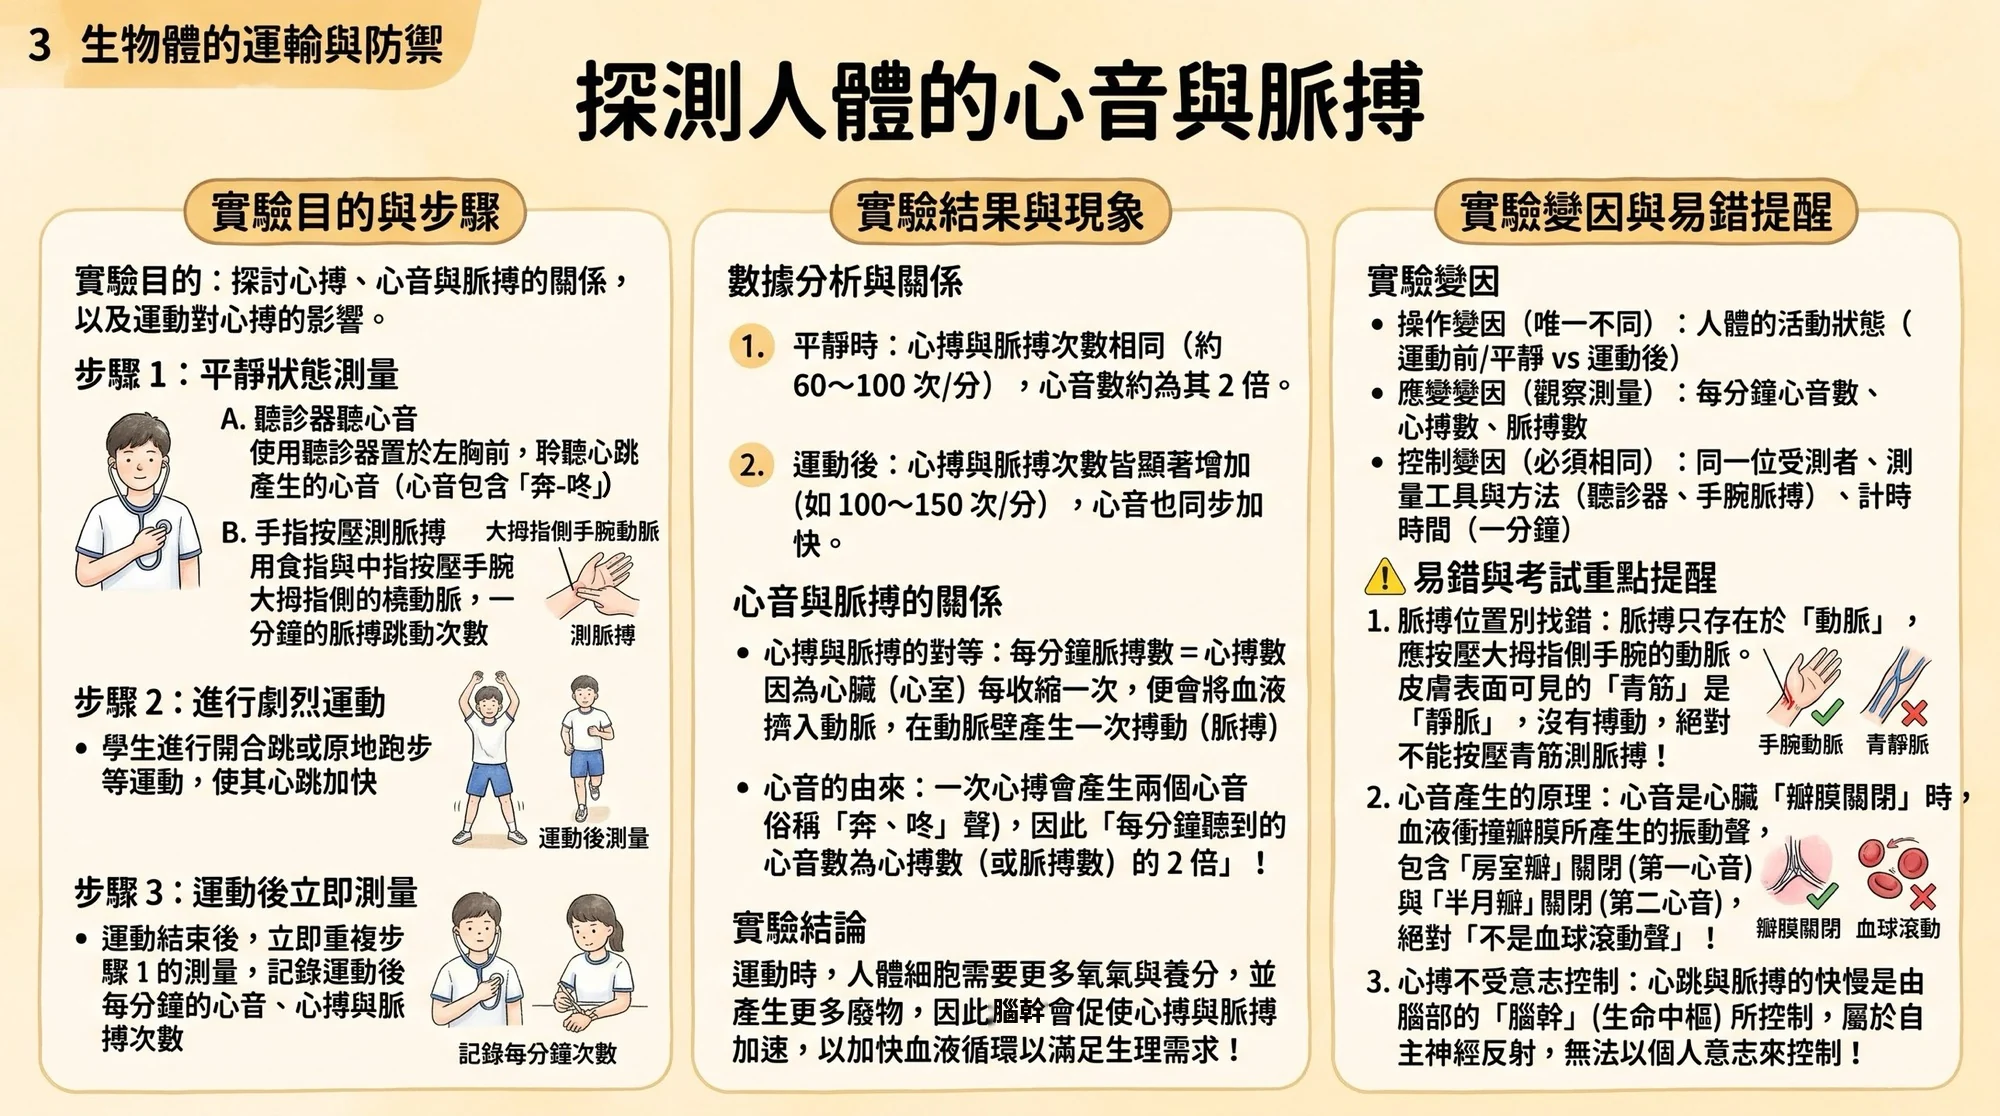 3 生物體的運輸與防禦
探測人體的心音與脈搏
實驗目的與步驟
實驗目的：探討心搏、心音與脈搏的關係，
以及運動對心搏的影響。
步驟 1：平靜狀態測量
A. 聽診器聽心音
使用聽診器置於左胸前，聆聽心跳
產生的心音（心音包含「奔-咚」）
B. 手指按壓測脈搏
用食指與中指按壓手腕
大拇指側的橈動脈，一
分鐘的脈搏跳動次數
大拇指側手腕動脈
測脈搏
步驟 2：進行劇烈運動
• 學生進行開合跳或原地跑步
等運動，使其心跳加快
運動後測量
步驟 3：運動後立即測量
• 運動結束後，立即重複步
驟 1 的測量，記錄運動後
每分鐘的心音、心搏與脈
搏次數
記錄每分鐘次數
實驗結果與現象
數據分析與關係
1. 平靜時：心搏與脈搏次數相同（約
60～100 次/分），心音數約為其 2 倍。
2. 運動後：心搏與脈搏次數皆顯著增加
(如 100～150 次/分），心音也同步加
快。
心音與脈搏的關係
• 心搏與脈搏的對等：每分鐘脈搏數 = 心搏數
因為心臟（心室）每收縮一次，便會將血液
擠入動脈，在動脈壁產生一次搏動（脈搏）
• 心音的由來：一次心搏會產生兩個心音
俗稱「奔、咚」聲)，因此「每分鐘聽到的
心音數為心搏數（或脈搏數）的 2 倍」！
實驗結論
運動時，人體細胞需要更多氧氣與養分，並
產生更多廢物，因此腦幹會促使心搏與脈搏
加速，以加快血液循環以滿足生理需求！
實驗變因與易錯提醒
實驗變因
• 操作變因（唯一不同）：人體的活動狀態（
運動前/平靜 vs 運動後）
• 應變變因（觀察測量）：每分鐘心音數、
心搏數、脈搏數
• 控制變因（必須相同）：同一位受測者、測
量工具與方法（聽診器、手腕脈搏）、計時
時間（一分鐘）
易錯與考試重點提醒
1. 脈搏位置別找錯：脈搏只存在於「動脈」，
應按壓大拇指側手腕的動脈。
皮膚表面可見的「青筋」是
「靜脈」，沒有搏動，絕對
不能按壓青筋測脈搏！
手腕動脈
青靜脈
2. 心音產生的原理：心音是心臟「瓣膜關閉」時，
血液衝撞瓣膜所產生的振動聲，
包含「房室瓣」關閉 (第一心音)
與「半月瓣」關閉 (第二心音)，
絕對「不是血球滾動聲」！
瓣膜關閉
血球滾動
3. 心搏不受意志控制：心跳與脈搏的快慢是由
腦部的「腦幹」(生命中樞) 所控制，屬於自
主神經反射，無法以個人意志來控制！